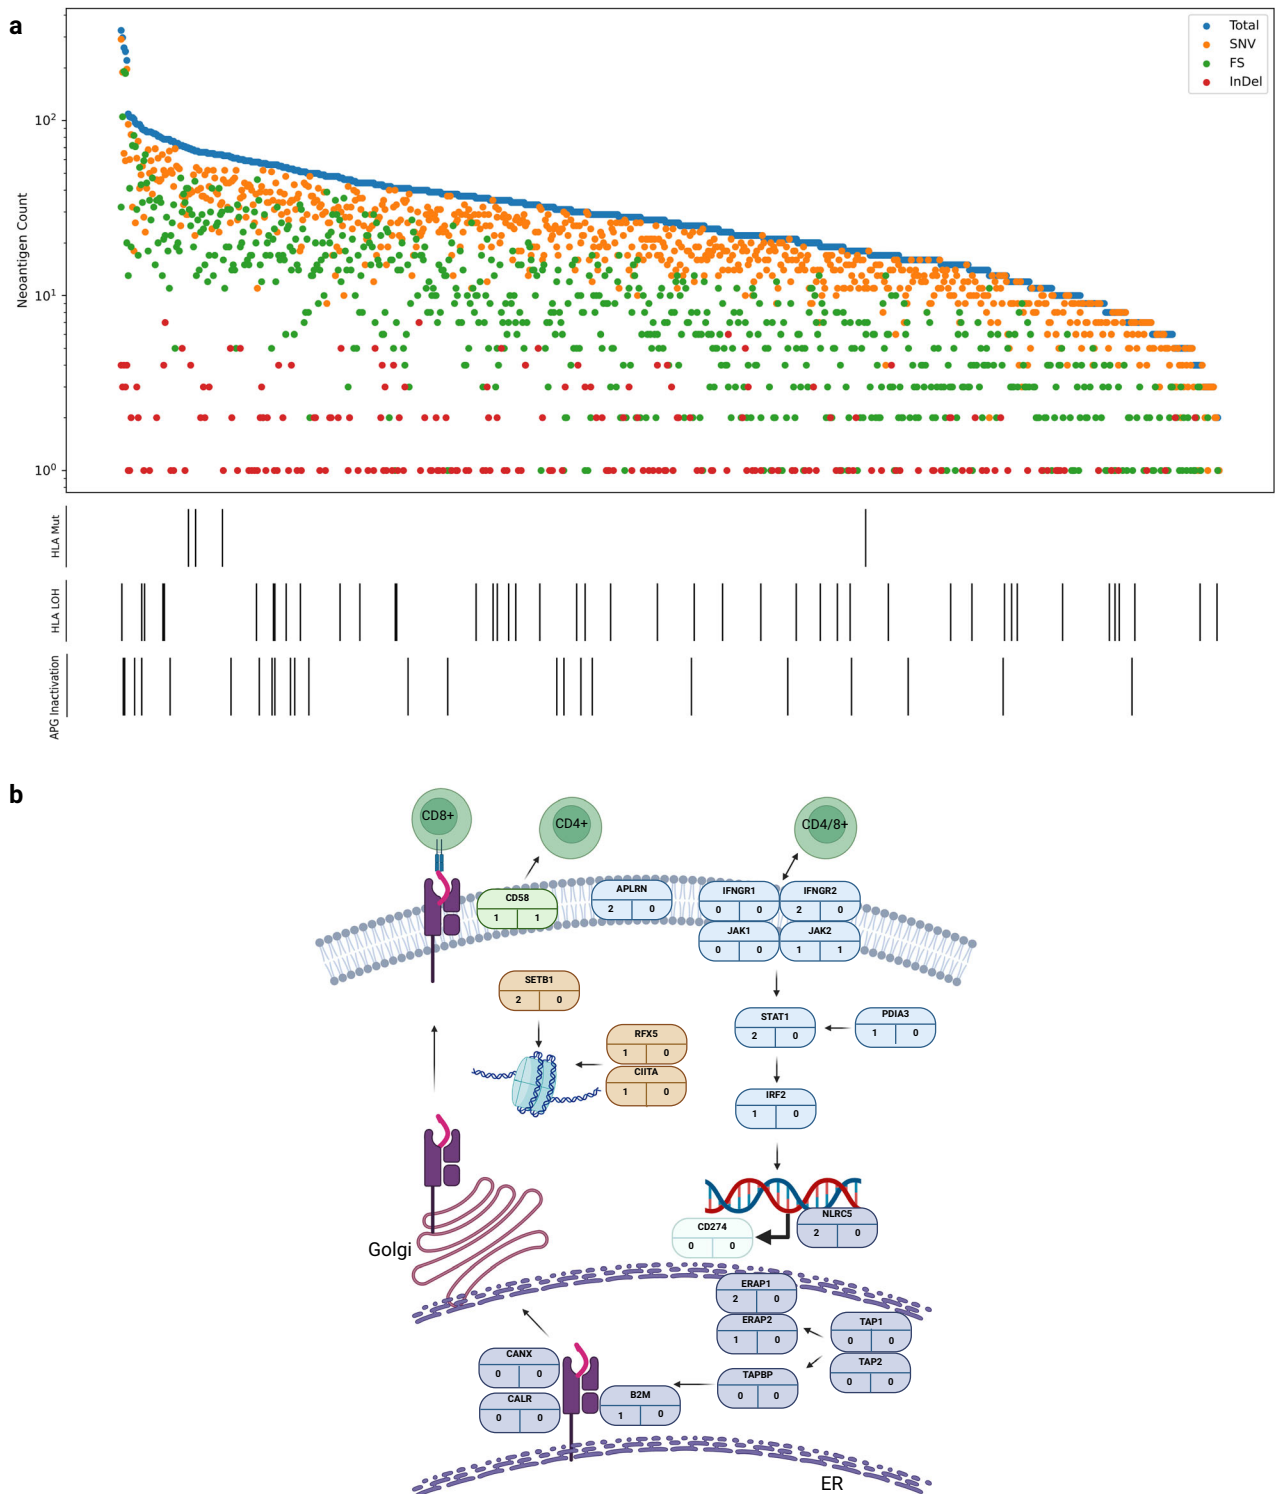 a
Total
SNV
FS
InDel
10²
10¹
10⁰
Neoantigen Count
HLA Mut
HLA LOH
APG Inactivation
b
CD8+
CD4+
CD4/8+
CD58
1 1
APLRN
2 0
IFNGR1
0 0
IFNGR2
2 0
JAK1
0 0
JAK2
1 1
SETB1
2 0
STAT1
2 0
PDIA3
1 0
RFX5
1 0
CIITA
1 0
IRF2
1 0
NLRC5
2 0
CD274
0 0
Golgi
ERAP1
2 0
ERAP2
1 0
TAP1
0 0
TAP2
0 0
CANX
0 0
TAPBP
0 0
CALR
0 0
B2M
1 0
ER